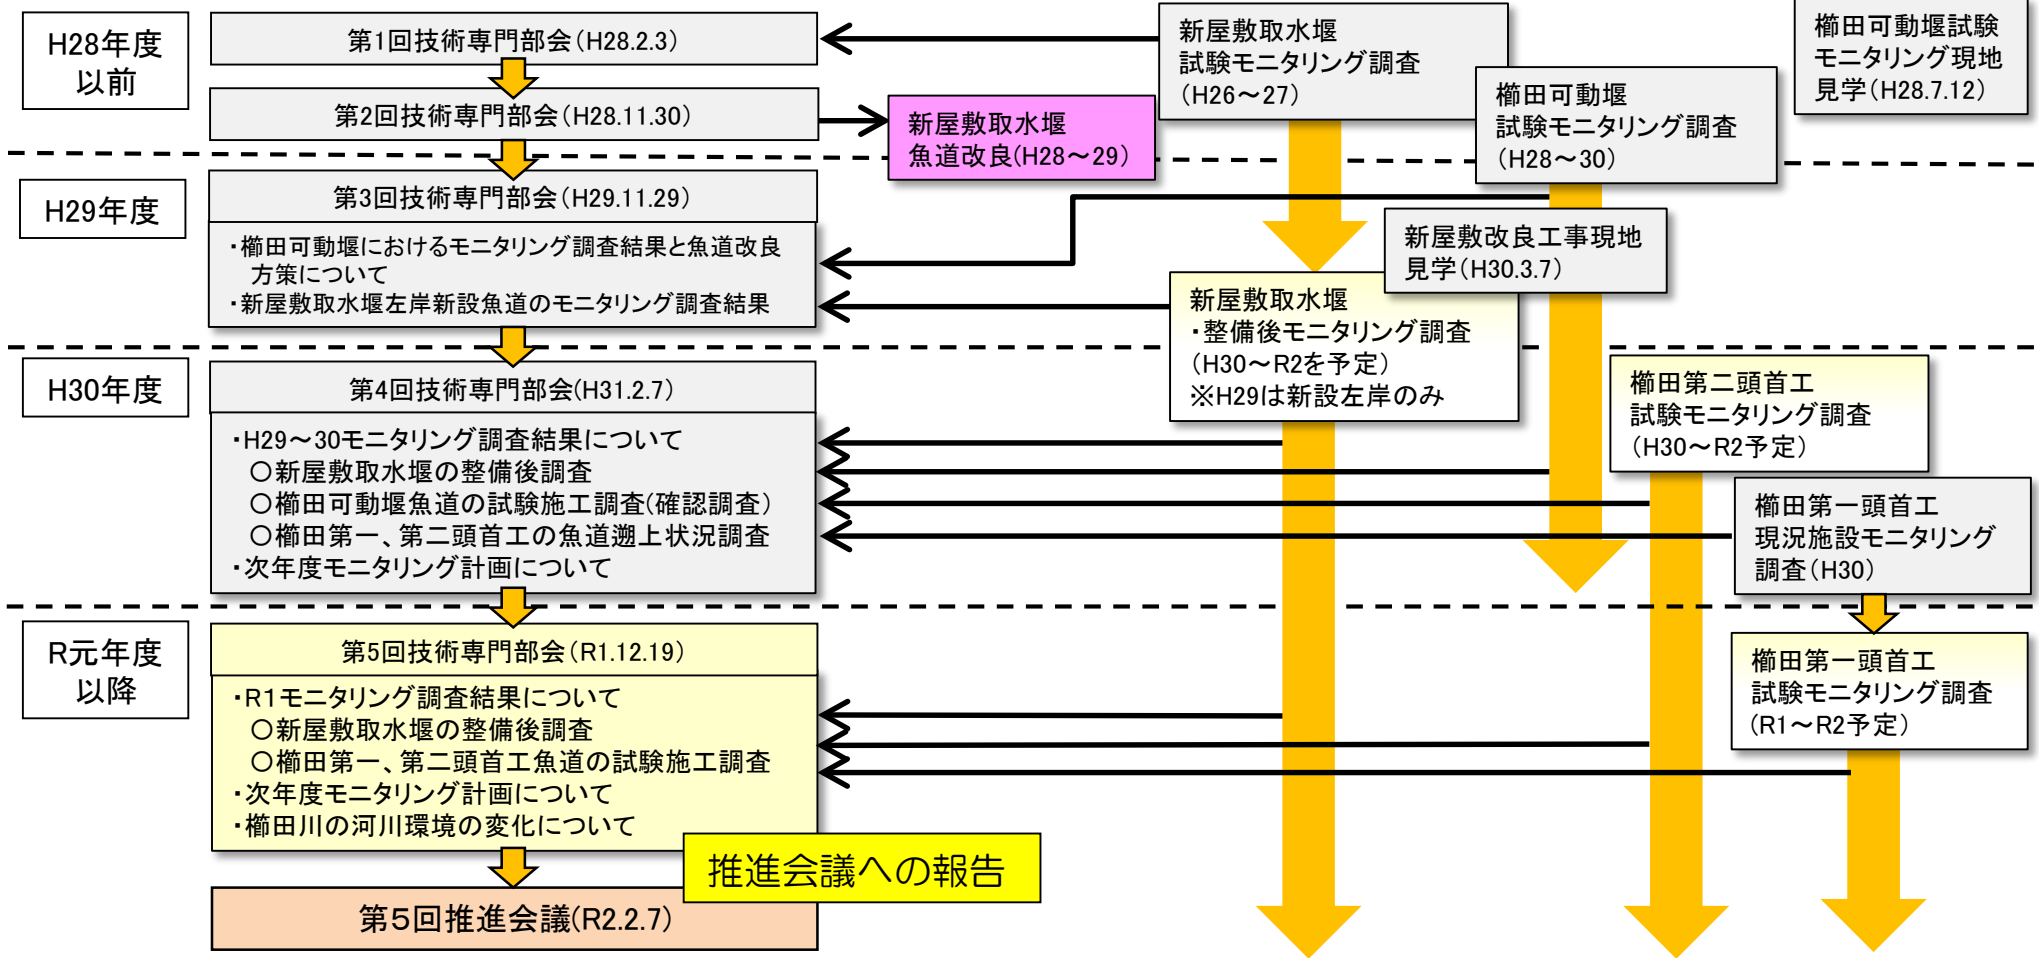 H28年度
以前
第1回技術専門部会(H28.2.3)
第2回技術専門部会(H28.11.30)
新屋敷取水堰
魚道改良(H28～29)
新屋敷取水堰
試験モニタリング調査
(H26～27)
櫛田可動堰
試験モニタリング調査
(H28～30)
櫛田可動堰試験
モニタリング現地
見学(H28.7.12)
H29年度
第3回技術専門部会(H29.11.29)
・櫛田可動堰におけるモニタリング調査結果と魚道改良
方策について
・新屋敷取水堰左岸新設魚道のモニタリング調査結果
新屋敷改良工事現地
見学(H30.3.7)
新屋敷取水堰
・整備後モニタリング調査
(H30～R2を予定)
※H29は新設左岸のみ
H30年度
第4回技術専門部会(H31.2.7)
・H29～30モニタリング調査結果について
○新屋敷取水堰の整備後調査
○櫛田可動堰魚道の試験施工調査(確認調査)
○櫛田第一、第二頭首工の魚道遡上状況調査
・次年度モニタリング計画について
櫛田第二頭首工
試験モニタリング調査
(H30～R2予定)
櫛田第一頭首工
現況施設モニタリング
調査(H30)
R元年度
以降
第5回技術専門部会(R1.12.19)
・R1モニタリング調査結果について
○新屋敷取水堰の整備後調査
○櫛田第一、第二頭首工魚道の試験施工調査
・次年度モニタリング計画について
・櫛田川の河川環境の変化について
櫛田第一頭首工
試験モニタリング調査
(R1～R2予定)
推進会議への報告
第5回推進会議(R2.2.7)